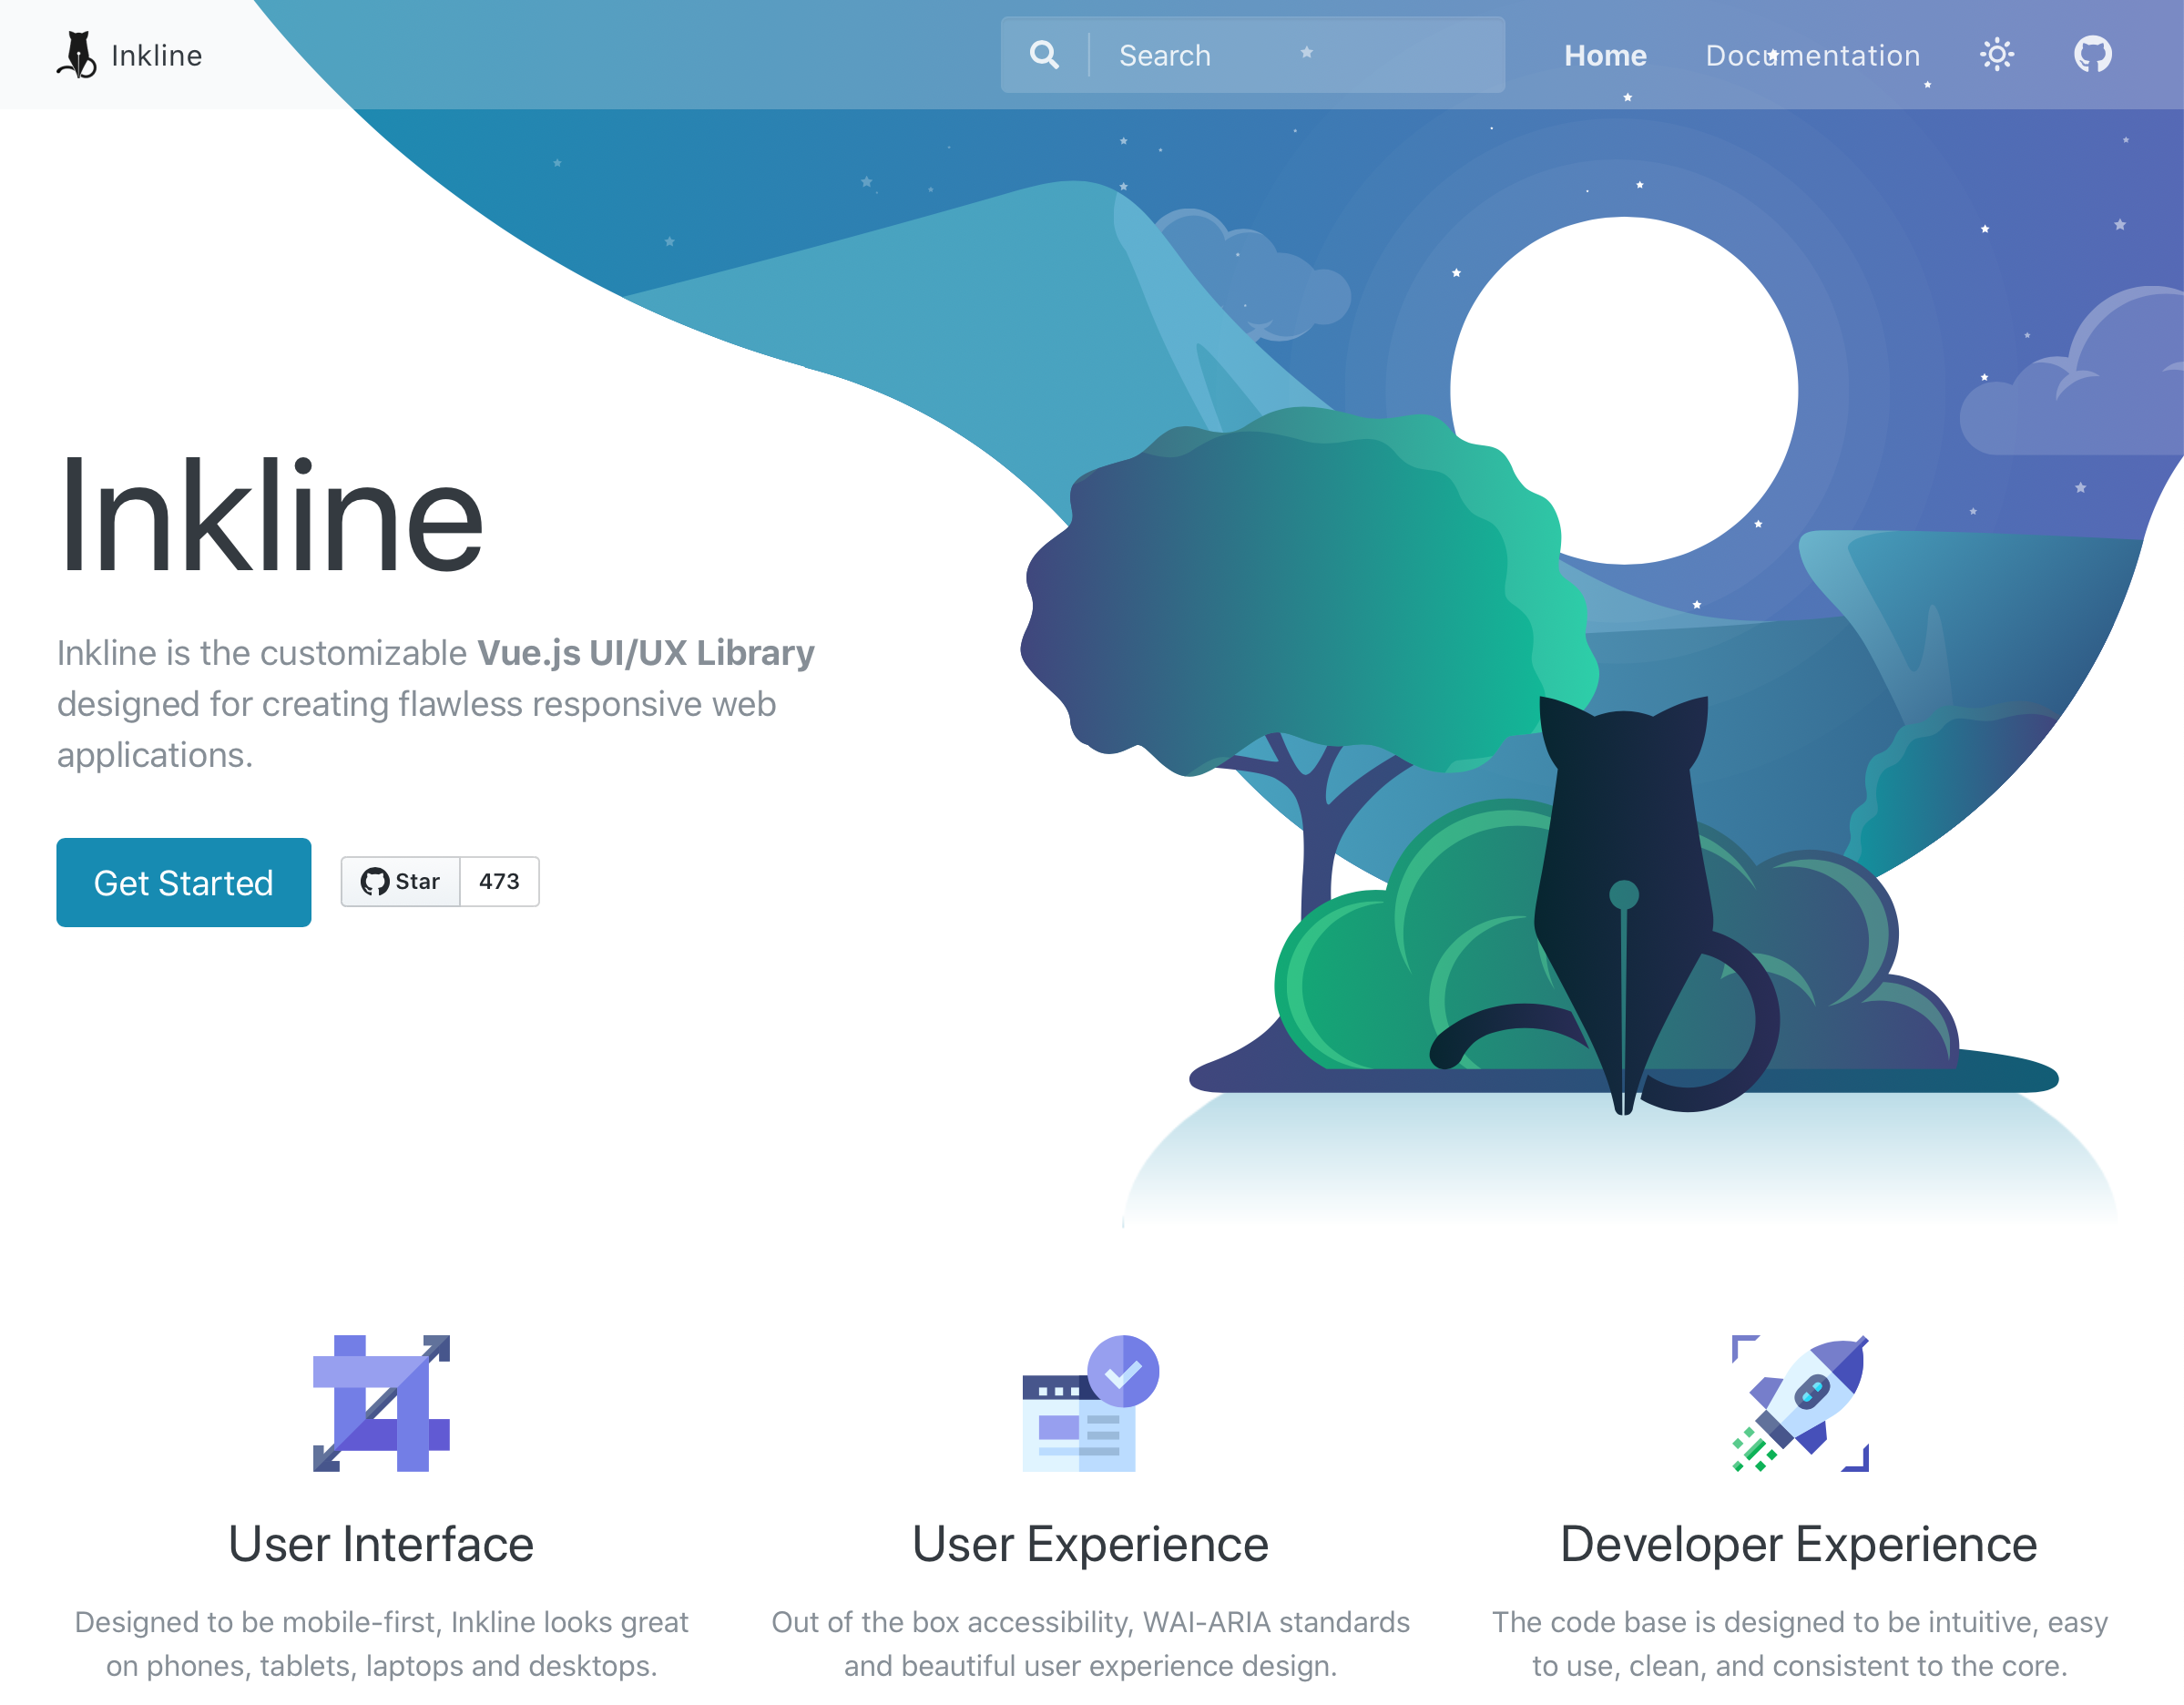 Inkline
Search
Home
Documentation
Inkline
Inkline is the customizable Vue.js UI/UX Library
designed for creating flawless responsive web
applications.
Get Started
Star
473
User Interface
Designed to be mobile-first, Inkline looks great
on phones, tablets, laptops and desktops.
User Experience
Out of the box accessibility, WAI-ARIA standards
and beautiful user experience design.
Developer Experience
The code base is designed to be intuitive, easy
to use, clean, and consistent to the core.